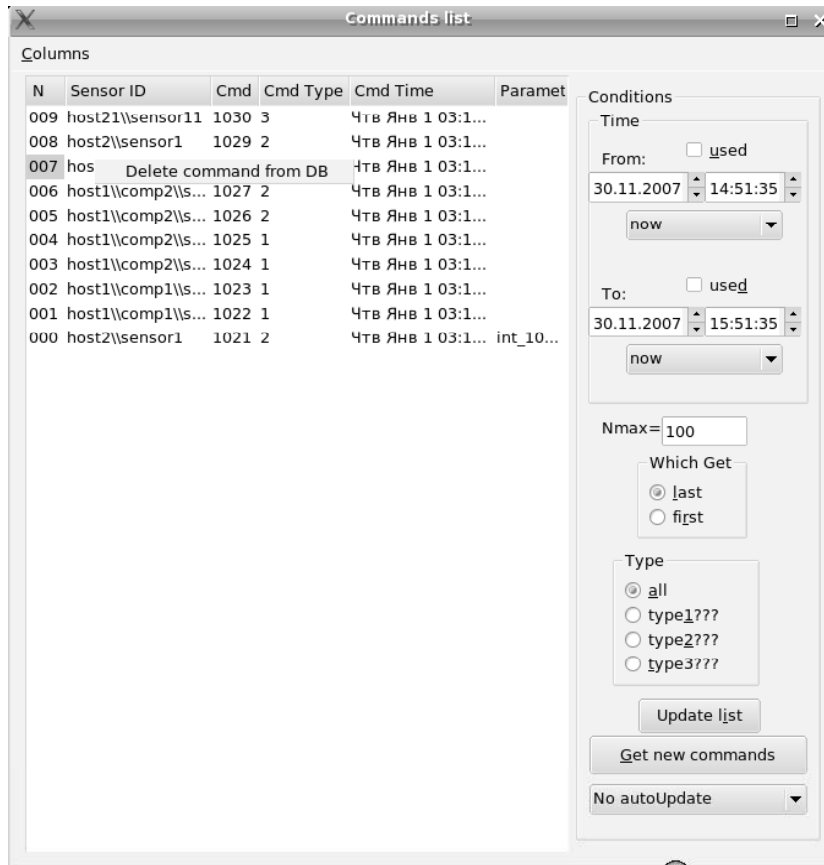 Commands list
Columns
N Sensor ID Cmd Cmd Type Cmd Time Paramet
009 host21\\sensor11 1030 3 Чтв Янв 1 03:1...
008 host2\\sensor1 1029 2 Чтв Янв 1 03:1...
007 hos Чтв Янв 1 03:1...
Delete command from DB
006 host1\\comp2\\s... 1027 2 Чтв Янв 1 03:1...
005 host1\\comp2\\s... 1026 2 Чтв Янв 1 03:1...
004 host1\\comp2\\s... 1025 1 Чтв Янв 1 03:1...
003 host1\\comp2\\s... 1024 1 Чтв Янв 1 03:1...
002 host1\\comp1\\s... 1023 1 Чтв Янв 1 03:1...
001 host1\\comp1\\s... 1022 1 Чтв Янв 1 03:1...
000 host2\\sensor1 1021 2 Чтв Янв 1 03:1... int_10...
Conditions
Time
From: used
30.11.2007 14:51:35
now
To: used
30.11.2007 15:51:35
now
Nmax= 100
Which Get
last
first
Type
all
type1???
type2???
type3???
Update list
Get new commands
No autoUpdate